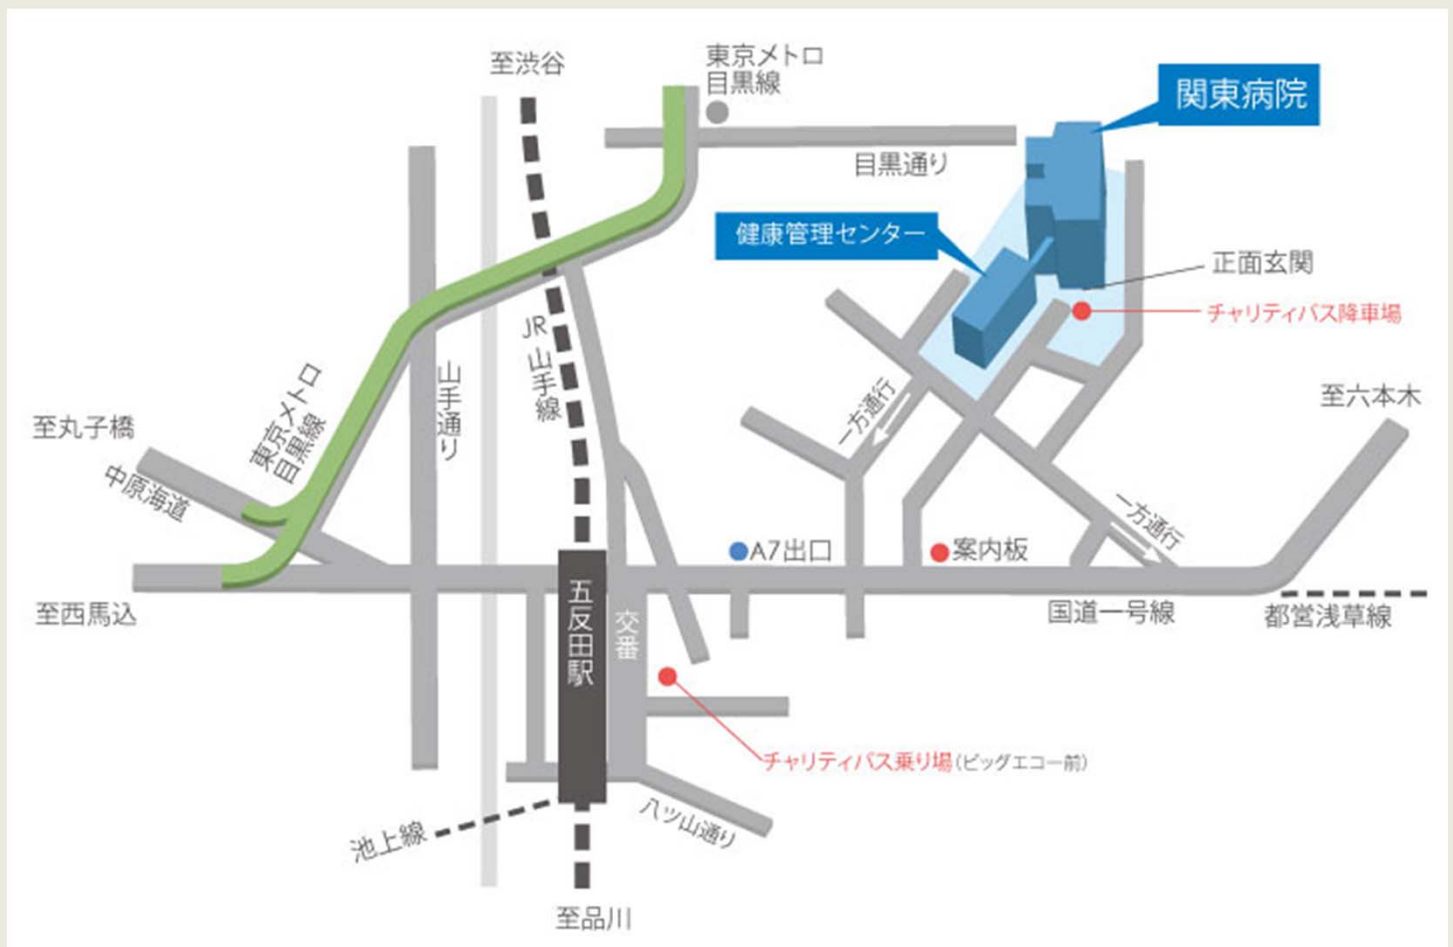 至渋谷
東京メトロ
目黒線
関東病院
目黒通り
健康管理センター
正面玄関
チャリティバス降車場
JR
山手線
山手通り
東京メトロ
目黒線
至丸子橋
中原海道
一方通行
至六本木
一方通行
A7出口
案内板
至西馬込
五反田駅
交番
国道一号線
都営浅草線
チャリティバス乗り場(ビッグエコー前)
池上線
八ツ山通り
至品川